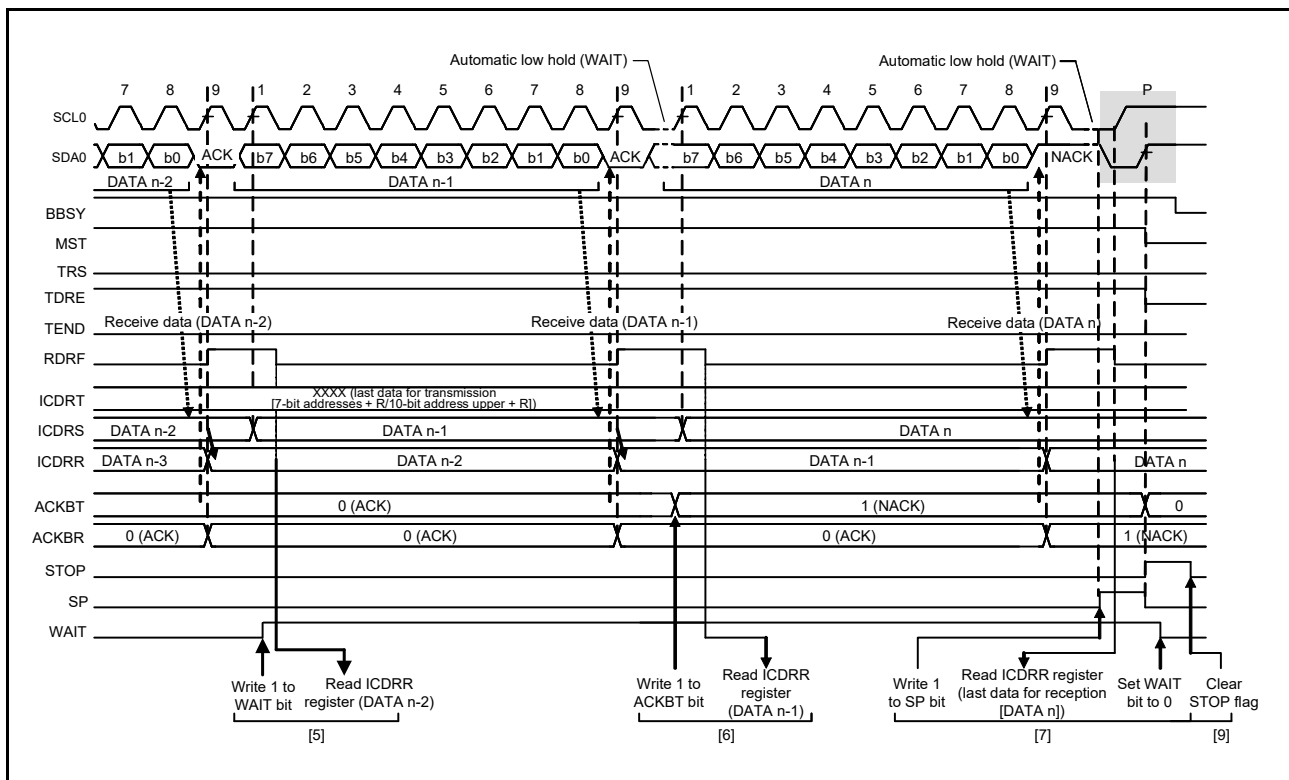 Automatic low hold (WAIT)
Automatic low hold (WAIT)
7 8 9 1 2 3 4 5 6 7 8 9 1 2 3 4 5 6 7 8 9 P
SCL0
SDA0 b1 b0 ACK b7 b6 b5 b4 b3 b2 b1 b0 ACK b7 b6 b5 b4 b3 b2 b1 b0 NACK
DATA n-2 DATA n-1 DATA n
BBSY
MST
TRS
TDRE
Receive data (DATA n-2) Receive data (DATA n-1) Receive data (DATA n)
TEND
RDRF
XXXX (last data for transmission
ICDRT
[7-bit addresses + R/10-bit address upper + R])
ICDRS DATA n-2 DATA n-1 DATA n
ICDRR DATA n-3 DATA n-2 DATA n-1 DATA n
ACKBT 0 (ACK) 1 (NACK) 0
ACKBR 0 (ACK) 0 (ACK) 0 (ACK) 1 (NACK)
STOP
SP
WAIT
Write 1 to
WAIT bit
Read ICDRR
register (DATA n-2)
[5]
Write 1 to
ACKBT bit
Read ICDRR
register
(DATA n-1)
[6]
Write 1
to SP bit
Read ICDRR register
(last data for reception
[DATA n])
Set WAIT
bit to 0
[7]
Clear
STOP flag
[9]